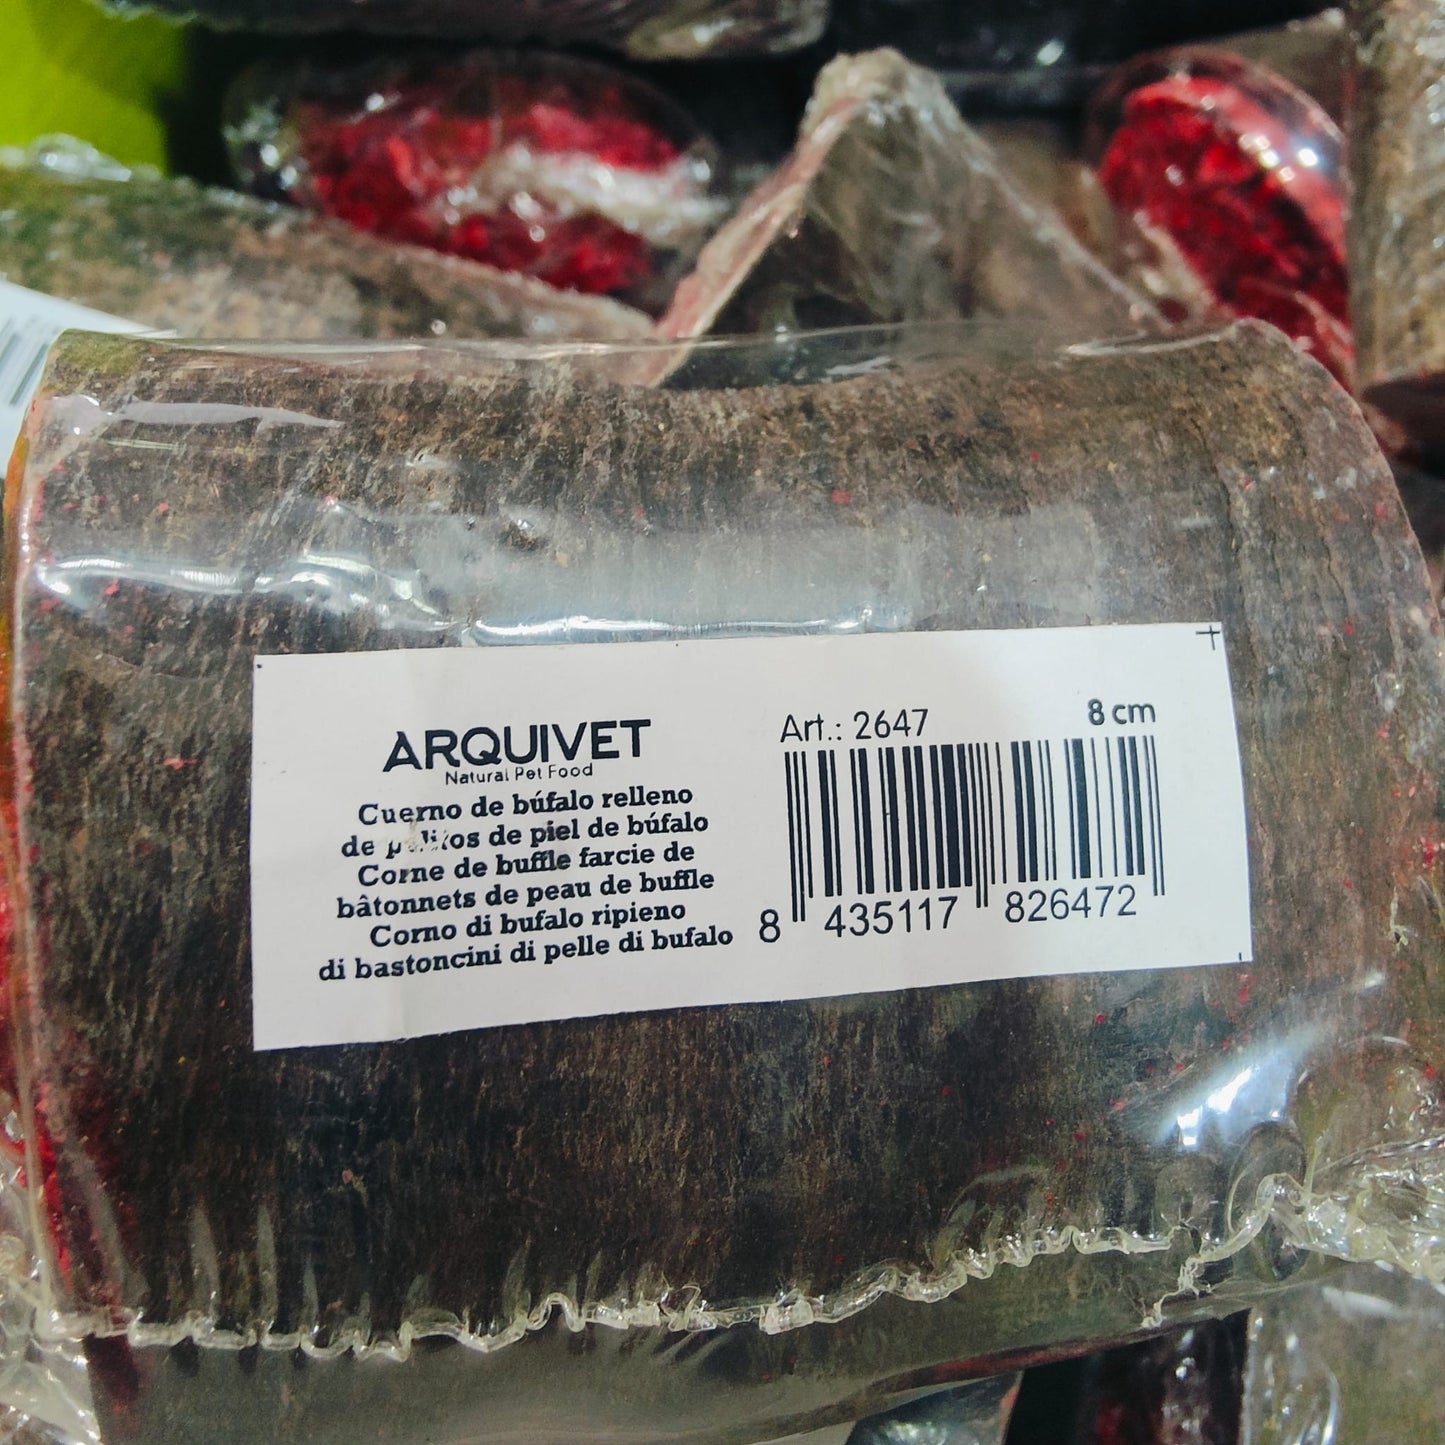 ARQUIVET
Natural Pet Food
Cuerno de búfalo relleno
de de piel de búfalo
Corne de buffle farcie de
bâtonnets de peau de buffle
Corno di bufalo ripieno
di bastoncini di pelle di bufalo
Art.: 2647 8 cm
8 435117 826472